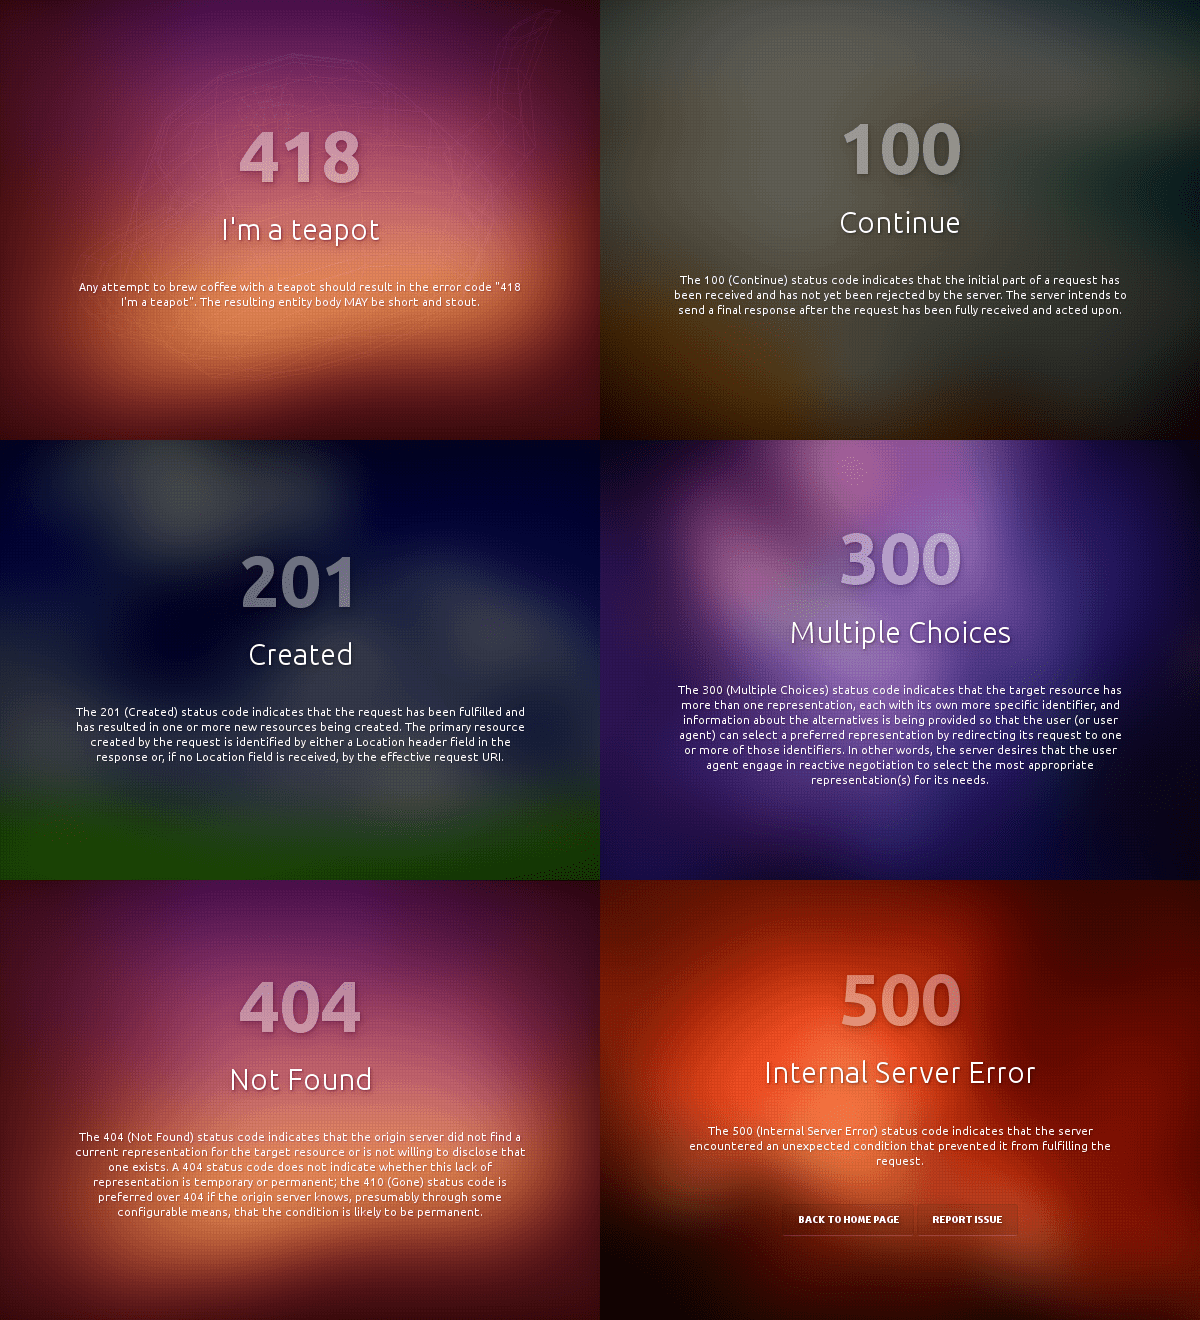 418
I'm a teapot
Any attempt to brew coffee with a teapot should result in the error code "418
I'm a teapot". The resulting entity body MAY be short and stout.
100
Continue
The 100 (Continue) status code indicates that the initial part of a request has
been received and has not yet been rejected by the server. The server intends to
send a final response after the request has been fully received and acted upon.
201
Created
The 201 (Created) status code indicates that the request has been fulfilled and
has resulted in one or more new resources being created. The primary resource
created by the request is identified by either a Location header field in the
response or, if no Location field is received, by the effective request URI.
300
Multiple Choices
The 300 (Multiple Choices) status code indicates that the target resource has
more than one representation, each with its own more specific identifier, and
information about the alternatives is being provided so that the user (or user
agent) can select a preferred representation by redirecting its request to one
or more of those identifiers. In other words, the server desires that the user
agent engage in reactive negotiation to select the most appropriate
representation(s) for its needs.
404
Not Found
The 404 (Not Found) status code indicates that the origin server did not find a
current representation for the target resource or is not willing to disclose that
one exists. A 404 status code does not indicate whether this lack of
representation is temporary or permanent; the 410 (Gone) status code is
preferred over 404 if the origin server knows, presumably through some
configurable means, that the condition is likely to be permanent.
500
Internal Server Error
The 500 (Internal Server Error) status code indicates that the server
encountered an unexpected condition that prevented it from fulfilling the
request.
BACK TO HOME PAGE
REPORT ISSUE